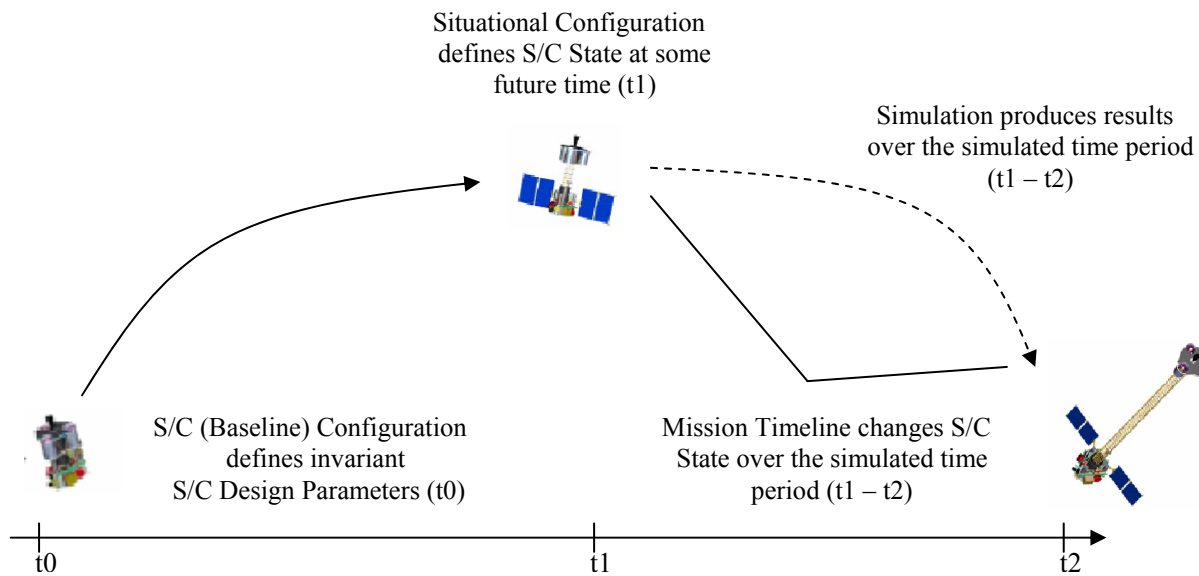 Situational Configuration
defines S/C State at some
future time (t1)
Simulation produces results
over the simulated time period
(t1 – t2)
S/C (Baseline) Configuration
defines invariant
S/C Design Parameters (t0)
Mission Timeline changes S/C
State over the simulated time
period (t1 – t2)
t0
t1
t2